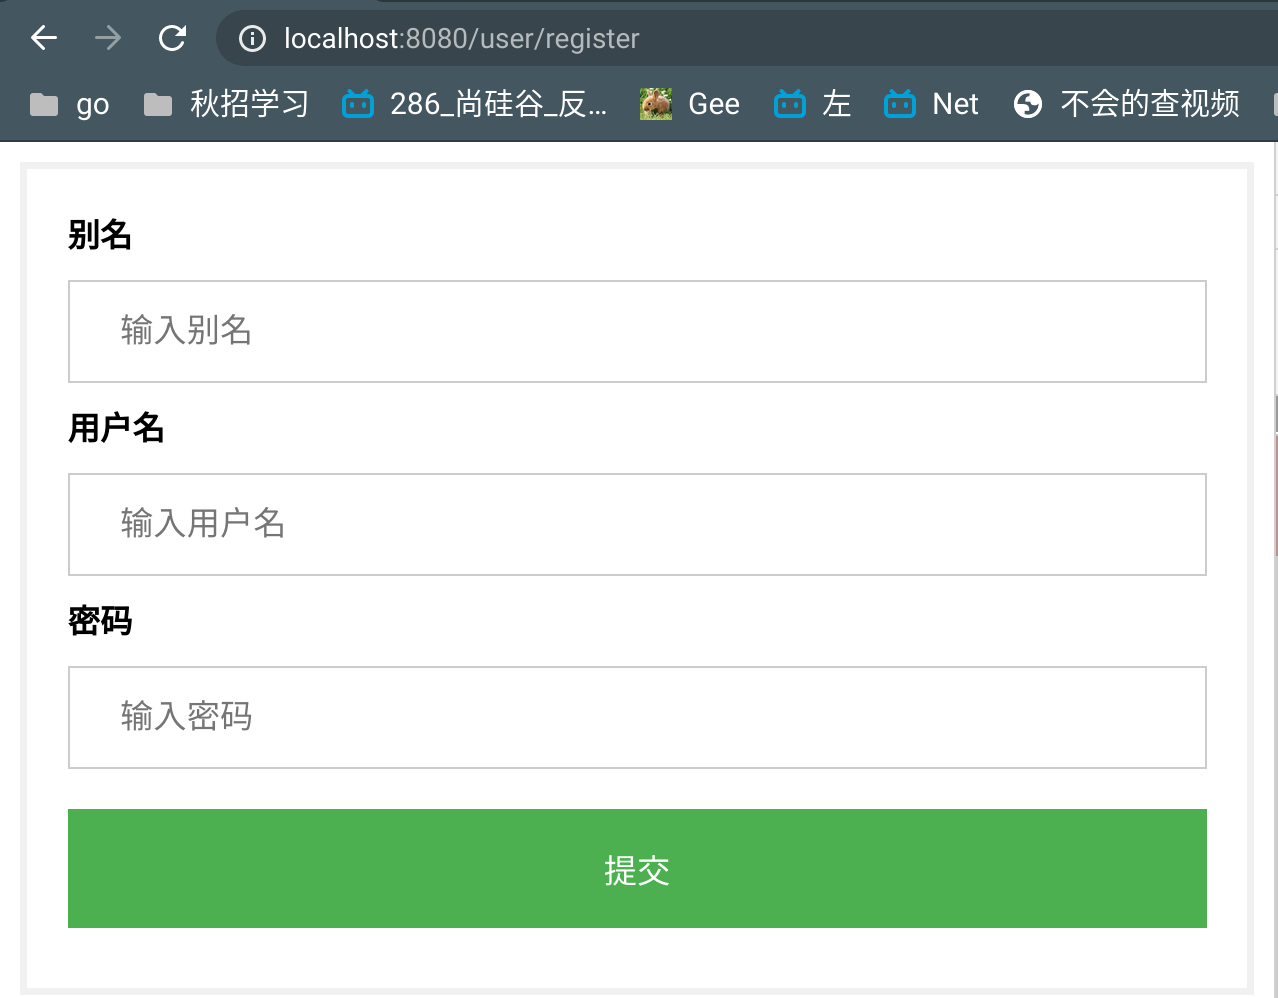 localhost:8080/user/register
go 秋招学习 286_尚硅谷_反... Gee 左 Net 不会的查视频
别名
输入别名
用户名
输入用户名
密码
输入密码
提交